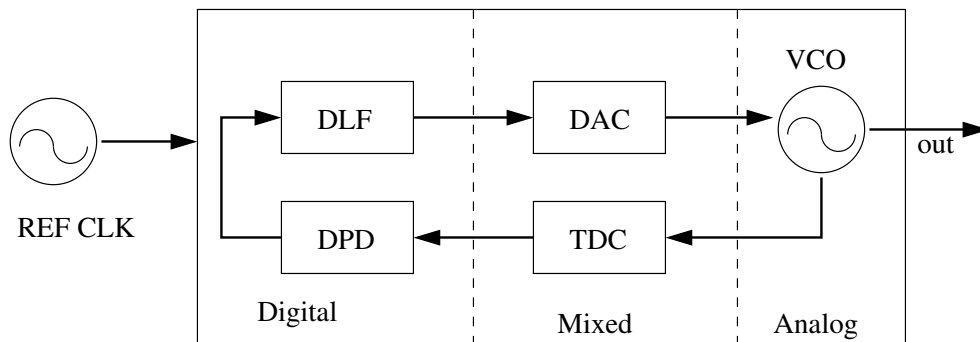 VCO
DLF
DAC
out
REF CLK
DPD
TDC
Digital
Mixed
Analog